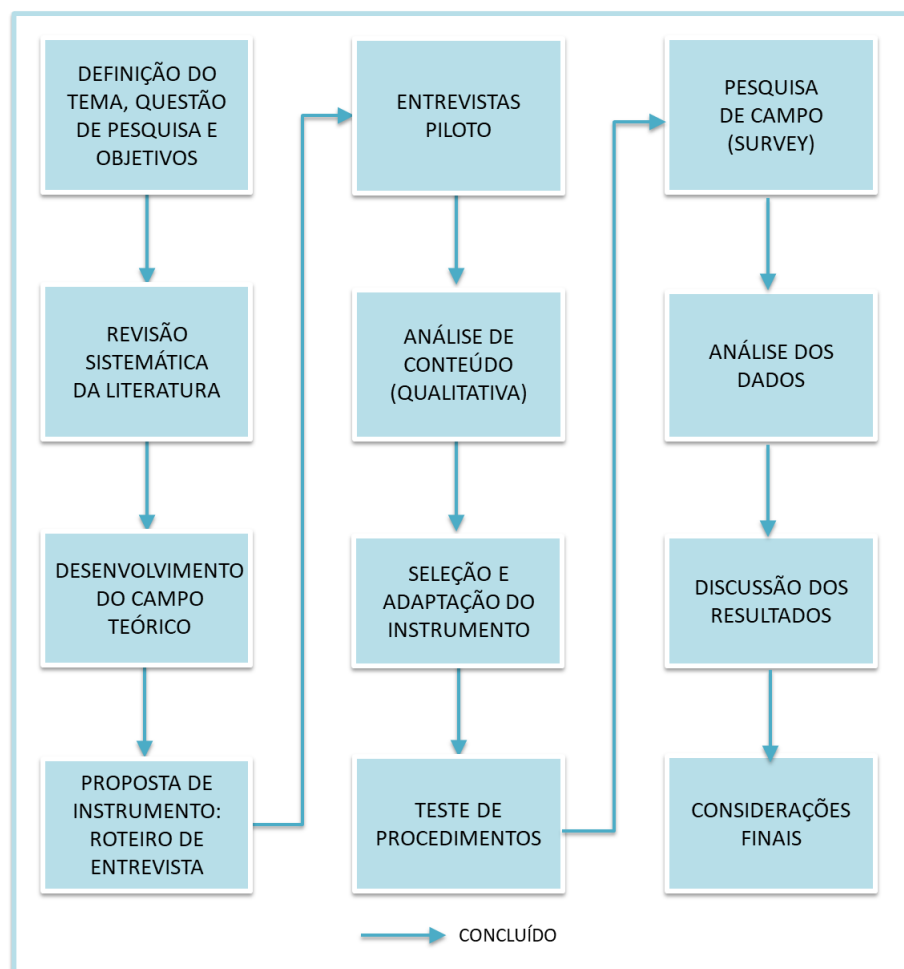 DEFINIÇÃO DO
TEMA, QUESTÃO
DE PESQUISA E
OBJETIVOS
REVISÃO
SISTEMÁTICA
DA LITERATURA
DESENVOLVIMENTO
DO CAMPO
TEÓRICO
PROPOSTA DE
INSTRUMENTO:
ROTEIRO DE
ENTREVISTA
ENTREVISTAS
PILOTO
ANÁLISE DE
CONTEÚDO
(QUALITATIVA)
SELEÇÃO E
ADAPTAÇÃO DO
INSTRUMENTO
TESTE DE
PROCEDIMENTOS
PESQUISA
DE CAMPO
(SURVEY)
ANÁLISE DOS
DADOS
DISCUSSÃO DOS
RESULTADOS
CONSIDERAÇÕES
FINAIS
CONCLUÍDO